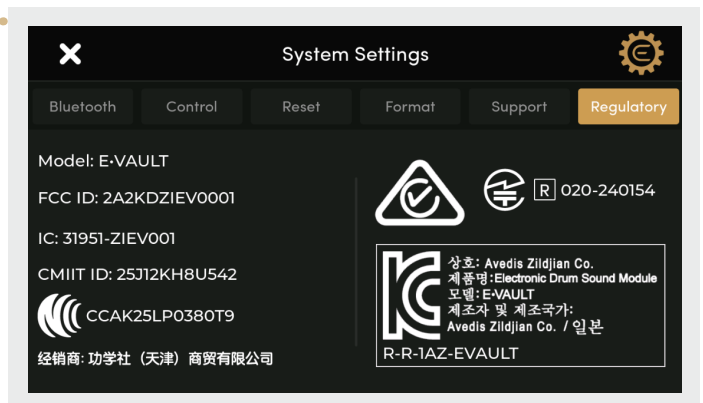 System Settings
Bluetooth Control Reset Format Support Regulatory
Model: E•VAULT
FCC ID: 2A2KDZIEV0001
IC: 31951-ZIEV001
CMIIT ID: 25J12KH8U542
CCAK25LP0380T9
经销商: 功学社（天津）商贸有限公司
R 020-240154
상호: Avedis Zildjian Co.
제품명:Electronic Drum Sound Module
모델: E•VAULT
제조자 및 제조국가:
Avedis Zildjian Co. / 일본
R-R-1AZ-EVAULT